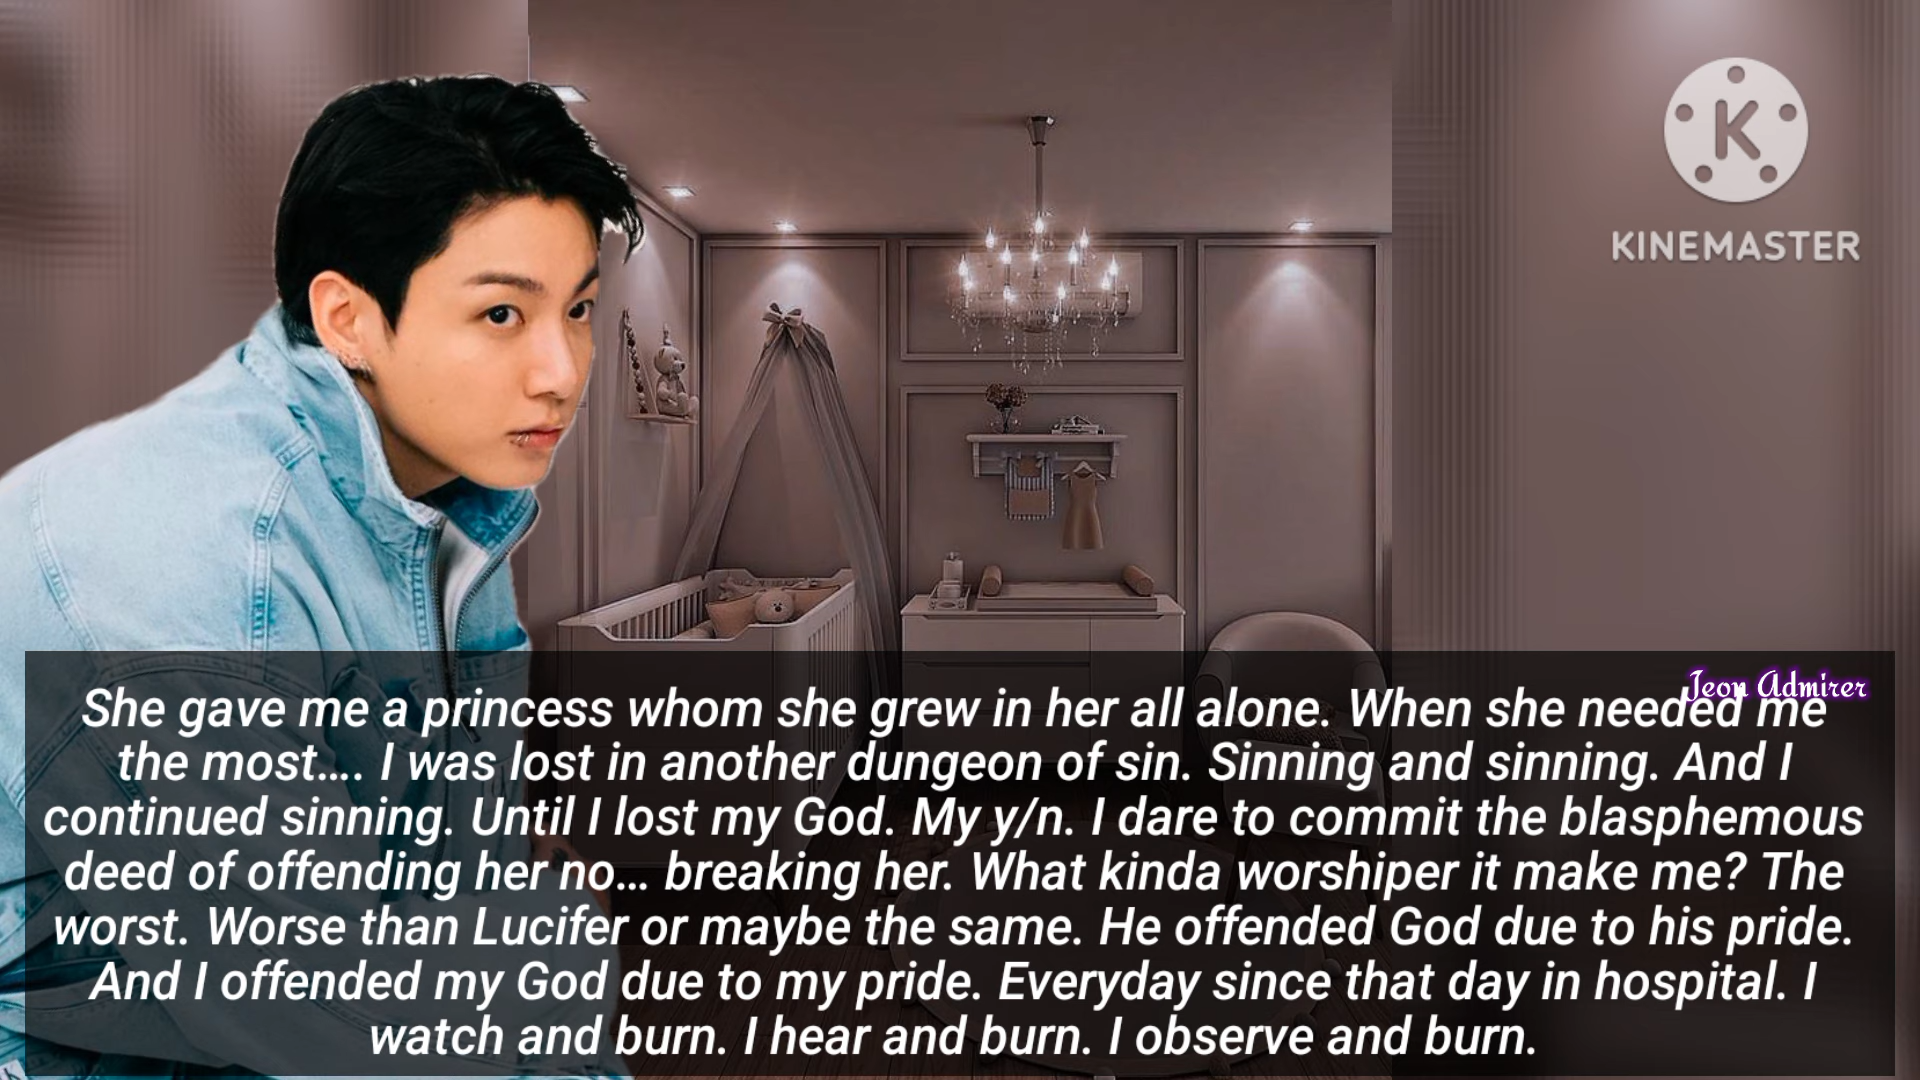 KINEMASTER
Jeon Admirer
She gave me a princess whom she grew in her all alone. When she needed me
the most.... I was lost in another dungeon of sin. Sinning and sinning. And I
continued sinning. Until I lost my God. My y/n. I dare to commit the blasphemous
deed of offending her no... breaking her. What kinda worshiper it make me? The
worst. Worse than Lucifer or maybe the same. He offended God due to his pride.
And I offended my God due to my pride. Everyday since that day in hospital. I
watch and burn. I hear and burn. I observe and burn.